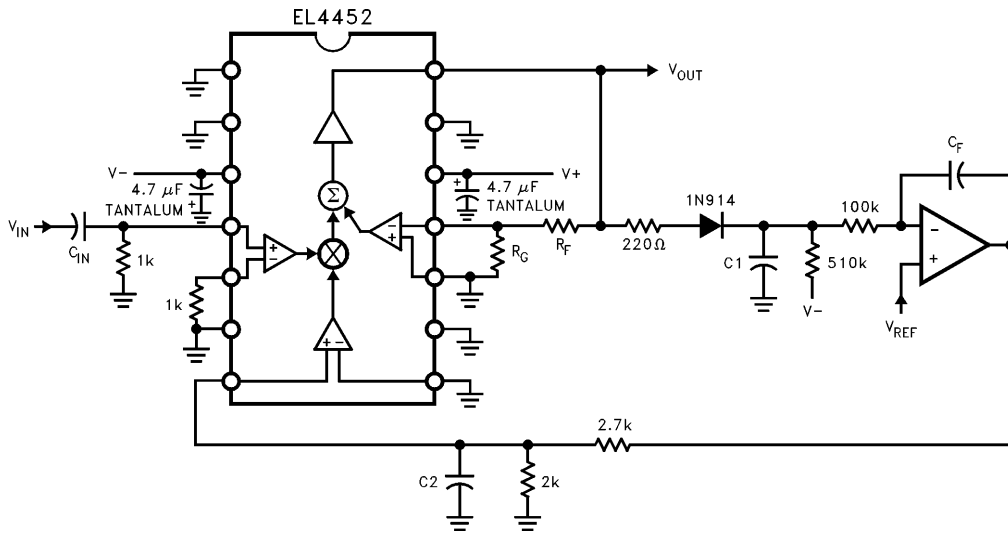 EL4452
V_OUT
V-
4.7 µF
TANTALUM
+
+
4.7 µF
TANTALUM
V+
C_F
Σ
1N914
100k
V_IN
C_IN
1k
+
-
-
+
R_G
R_F
220Ω
C1
510k
V-
-
+
V_REF
1k
+ -
2.7k
C2
2k